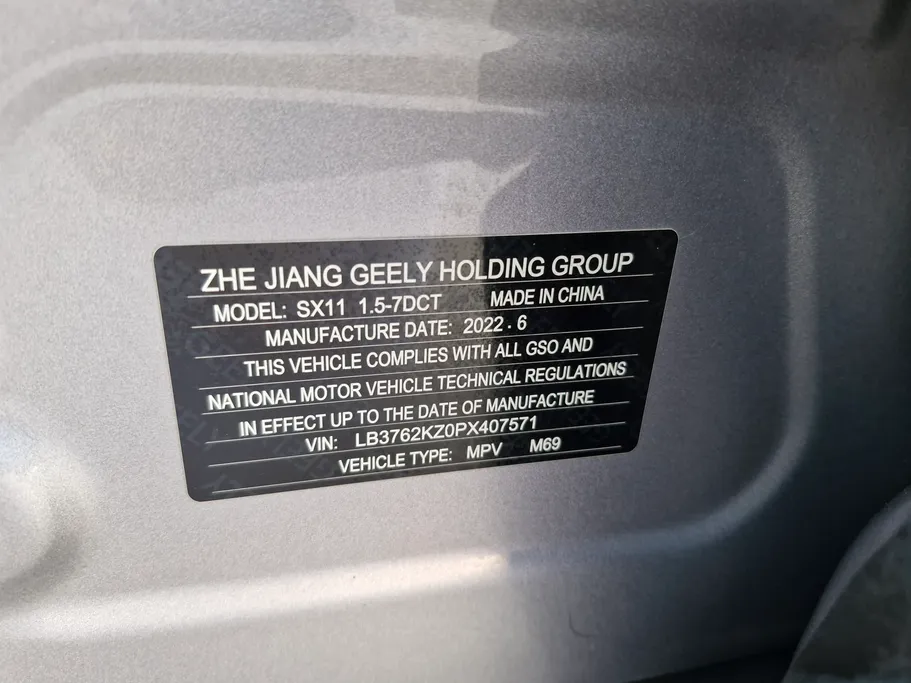 ZHE JIANG GEELY HOLDING GROUP
MODEL: SX11 1.5-7DCT MADE IN CHINA
MANUFACTURE DATE: 2022.6
THIS VEHICLE COMPLIES WITH ALL GSO AND
NATIONAL MOTOR VEHICLE TECHNICAL REGULATIONS
IN EFFECT UP TO THE DATE OF MANUFACTURE
VIN: LB3762KZ0PX407571
VEHICLE TYPE: MPV M69